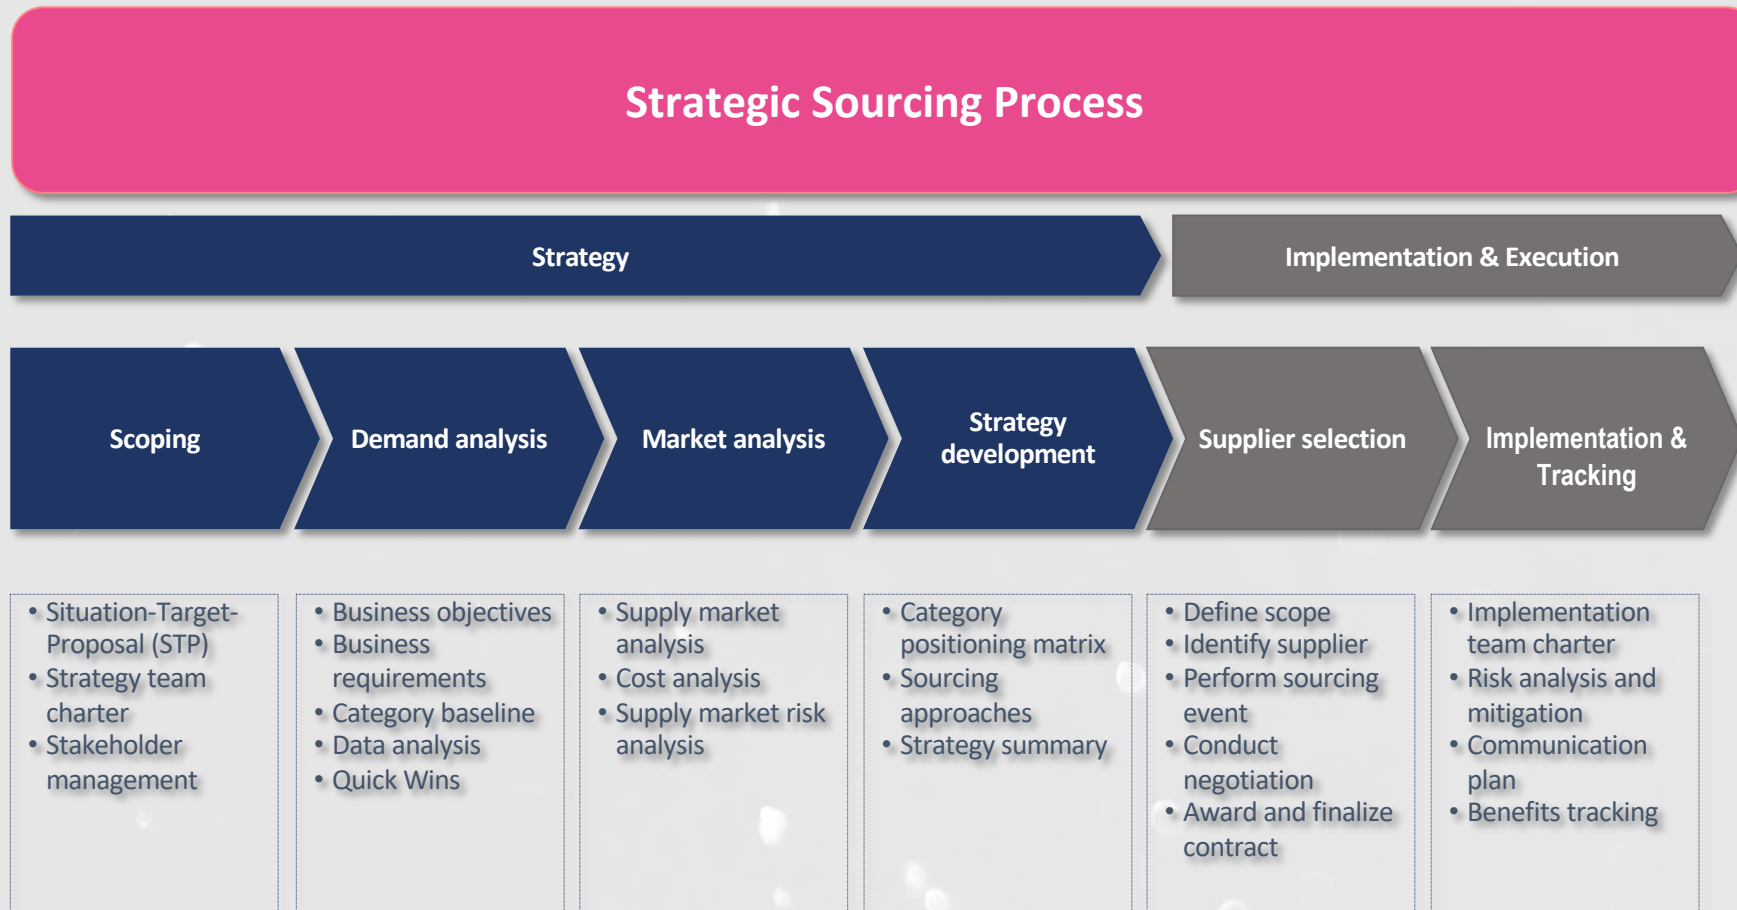 Strategic Sourcing Process
Strategy
Implementation & Execution
Scoping
Demand analysis
Market analysis
Strategy
development
Supplier selection
Implementation &
Tracking
• Situation-Target-
Proposal (STP)
• Strategy team
charter
• Stakeholder
management
• Business objectives
• Business
requirements
• Category baseline
• Data analysis
• Quick Wins
• Supply market
analysis
• Cost analysis
• Supply market risk
analysis
• Category
positioning matrix
• Sourcing
approaches
• Strategy summary
• Define scope
• Identify supplier
• Perform sourcing
event
• Conduct
negotiation
• Award and finalize
contract
• Implementation
team charter
• Risk analysis and
mitigation
• Communication
plan
• Benefits tracking